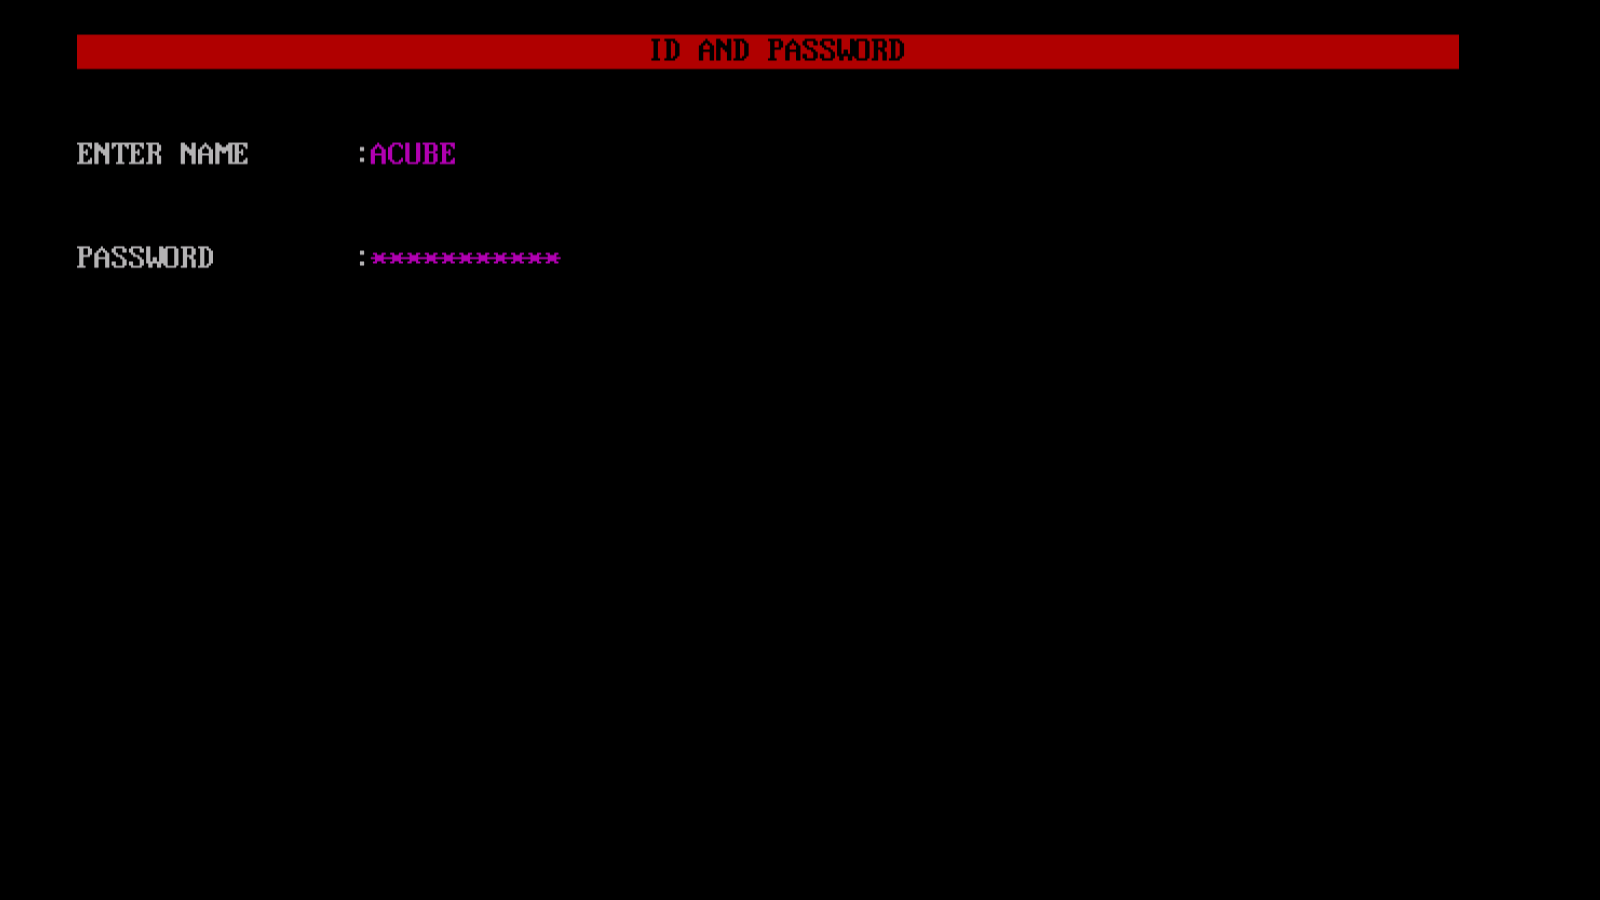 ID AND PASSWORD
ENTER NAME :ACUBE
PASSWORD :***********